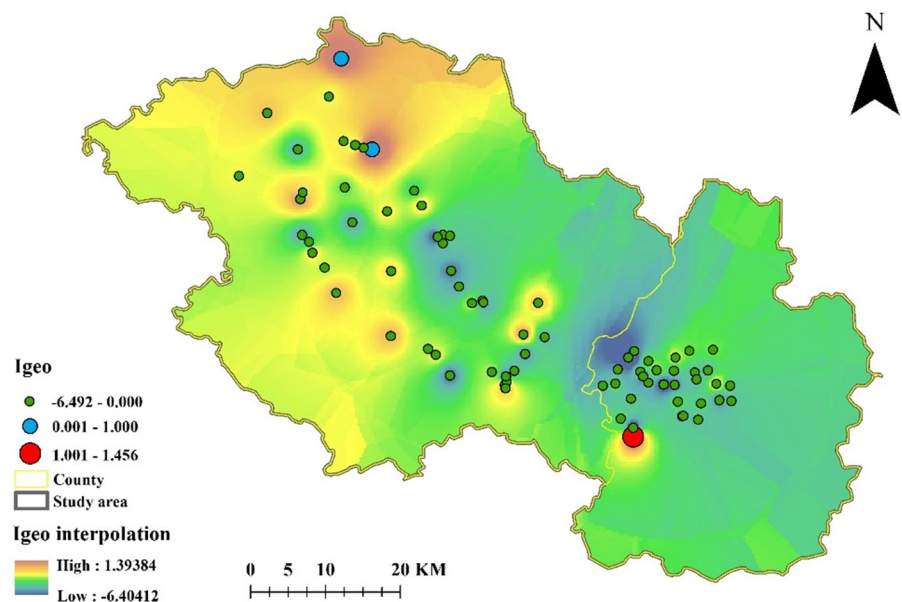 N
Igeo
-6.492 - 0.000
0.001 - 1.000
1.001 - 1.456
County
Study area
Igeo interpolation
High : 1.39384
Low : -6.40412
0 5 10 20 KM